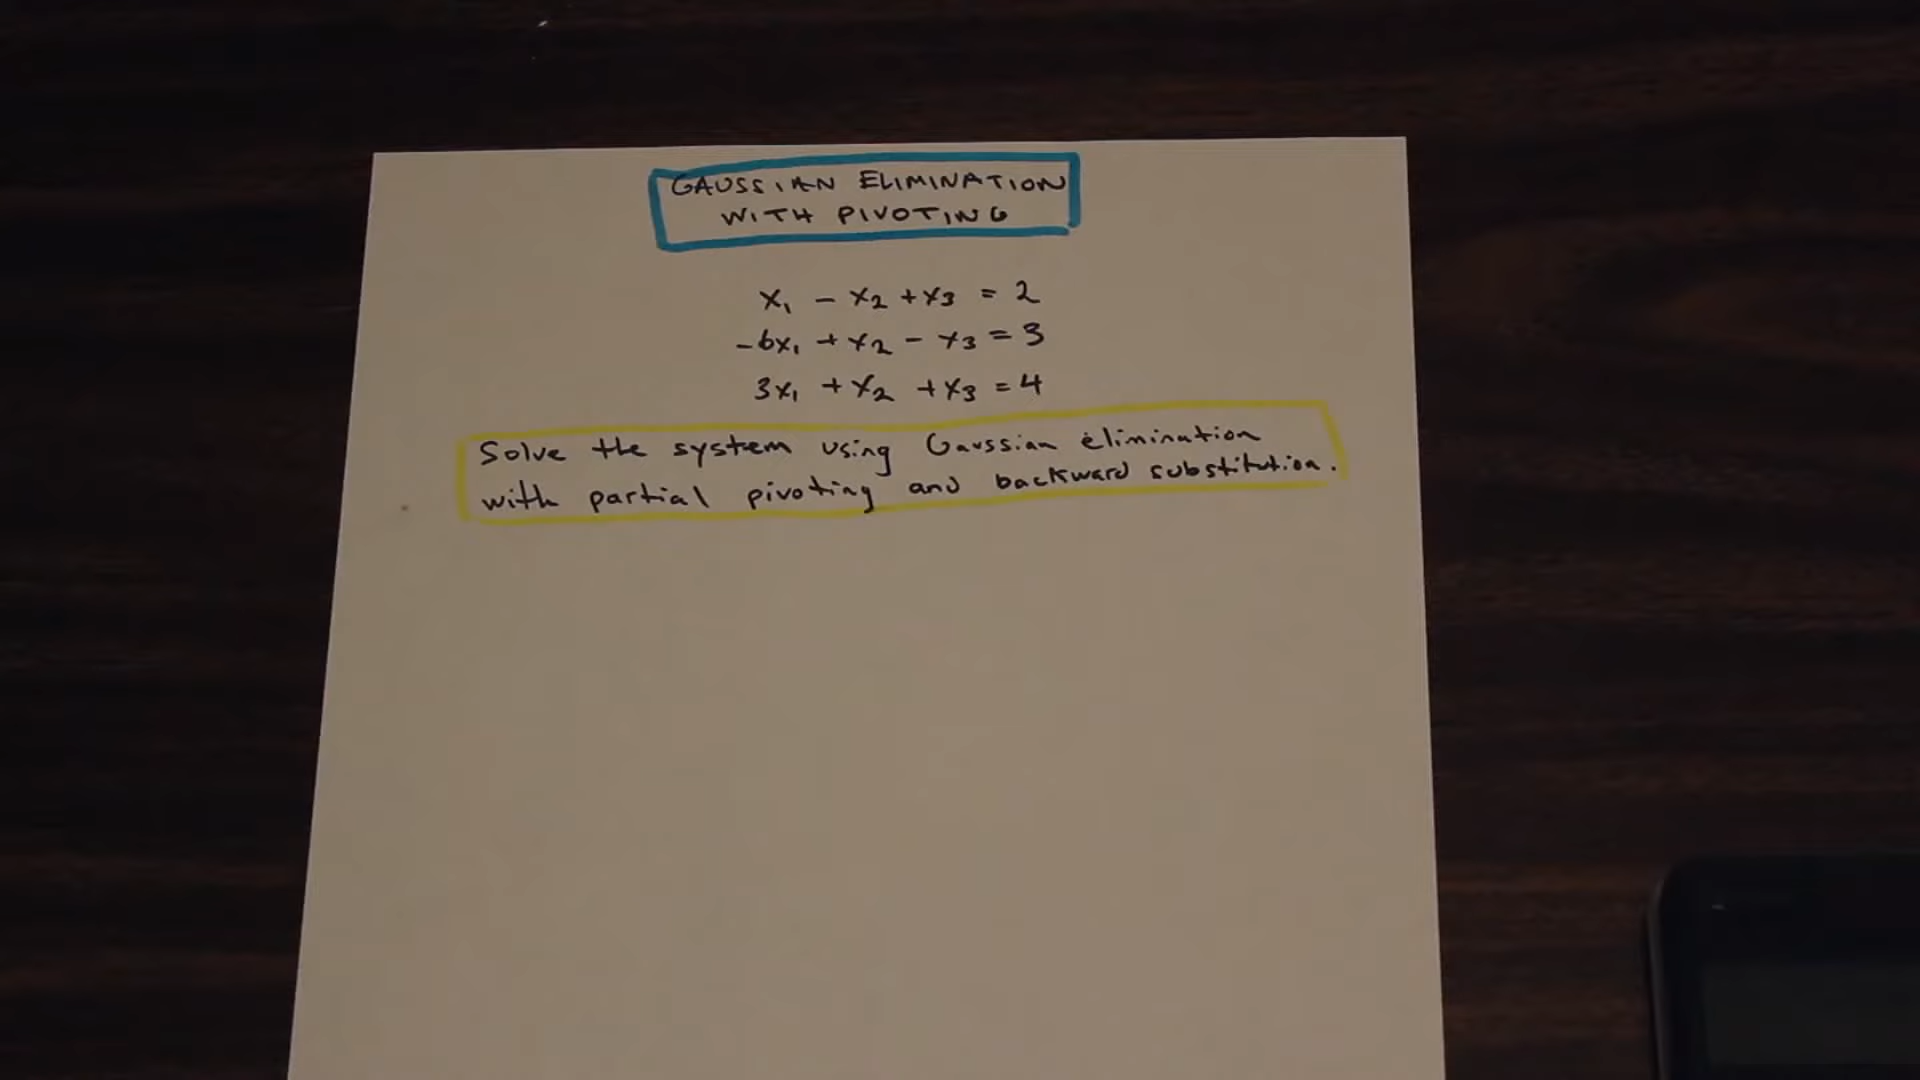 GAUSSIAN ELIMINATION
WITH PIVOTING
x₁ - x₂ + x₃ = 2
-6x₁ + x₂ - x₃ = 3
3x₁ + x₂ + x₃ = 4
Solve the system using Gaussian elimination
with partial pivoting and backward substitution.